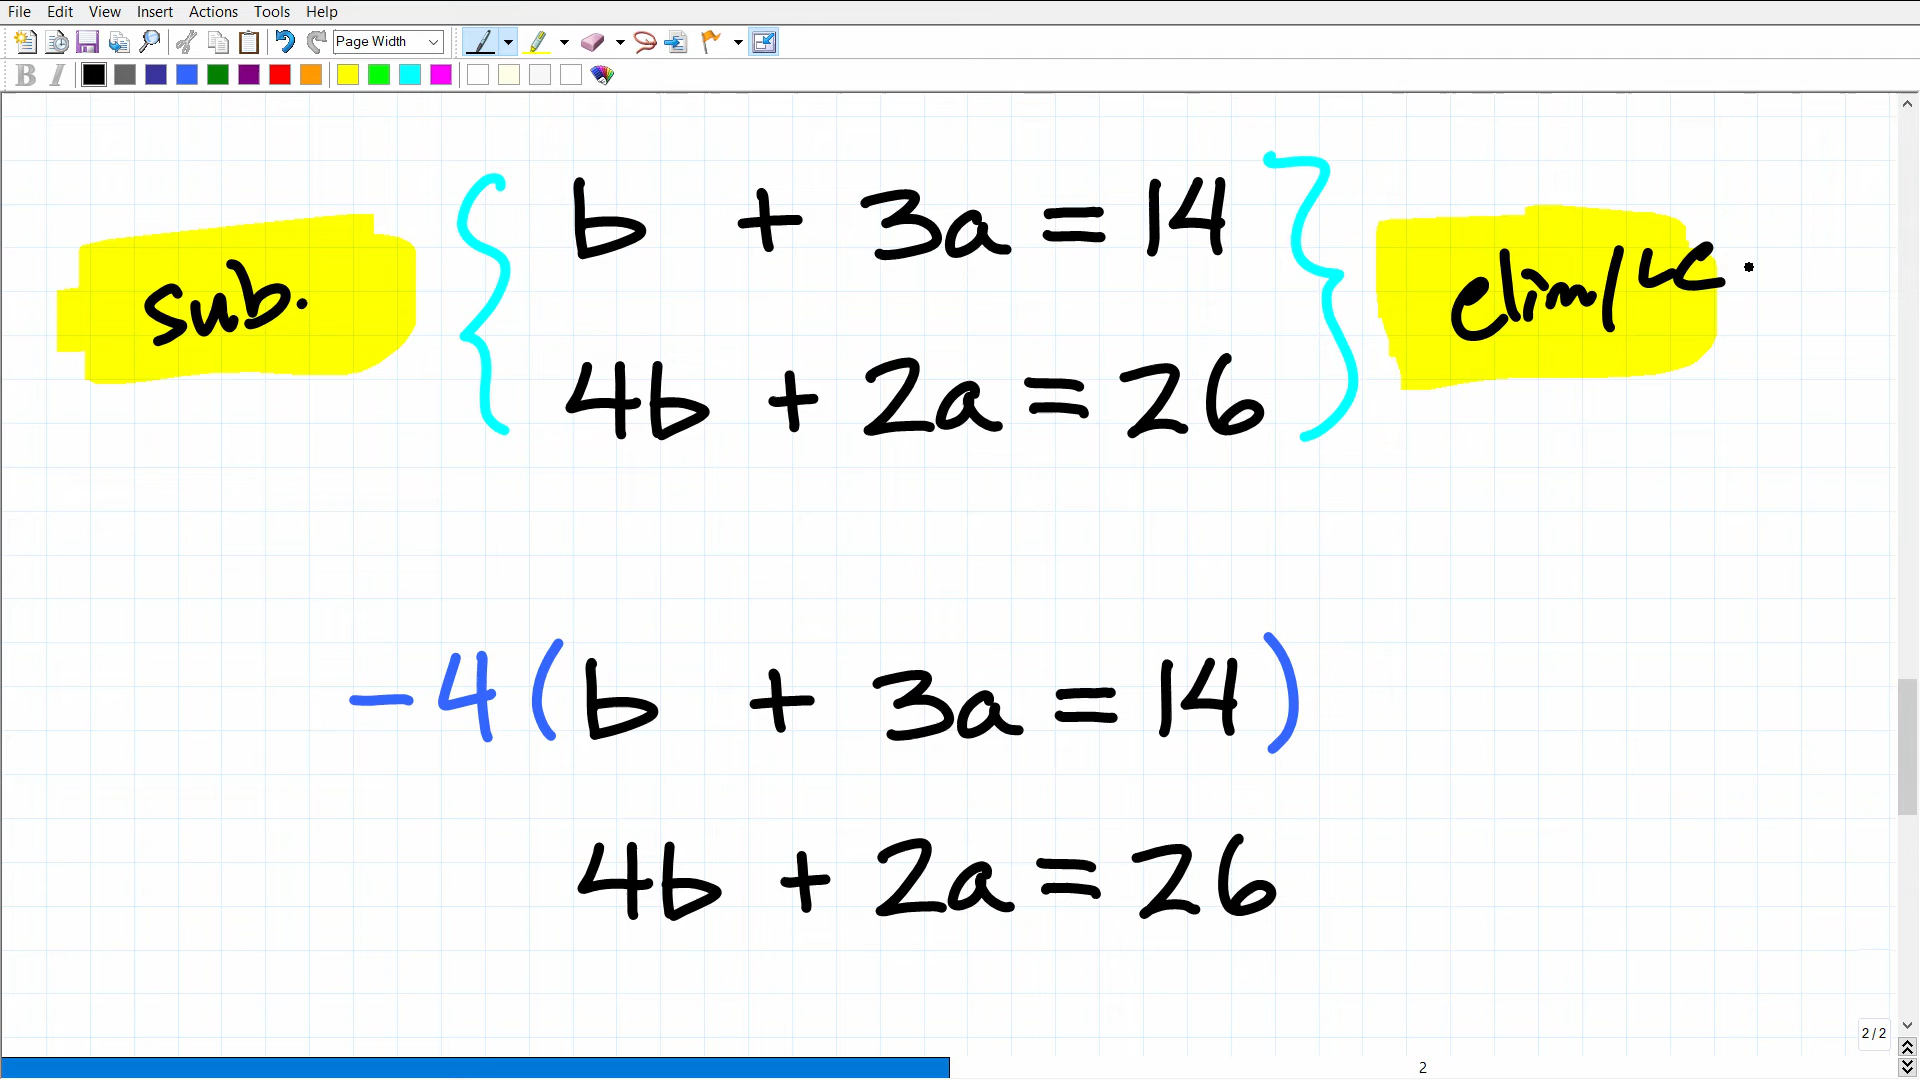 File Edit View Insert Actions Tools Help
Page Width
B I
b + 3a = 14
sub.
elim/LC
4b + 2a = 26
-4(b + 3a = 14)
4b + 2a = 26
2/2
2